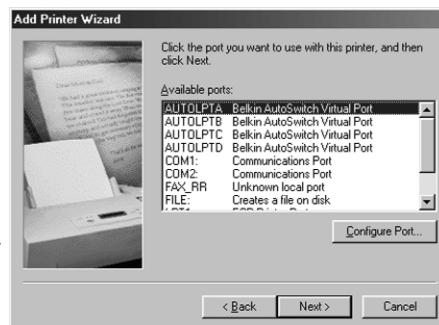 Add Printer Wizard
Click the port you want to use with this printer, and then
click Next.
Available ports:
AUTOLPTA Belkin AutoSwitch Virtual Port
AUTOLPTB Belkin AutoSwitch Virtual Port
AUTOLPTC Belkin AutoSwitch Virtual Port
AUTOLPTD Belkin AutoSwitch Virtual Port
COM1: Communications Port
COM2: Communications Port
FAX_RR Unknown local port
FILE: Creates a file on disk
Configure Port...
< Back Next > Cancel